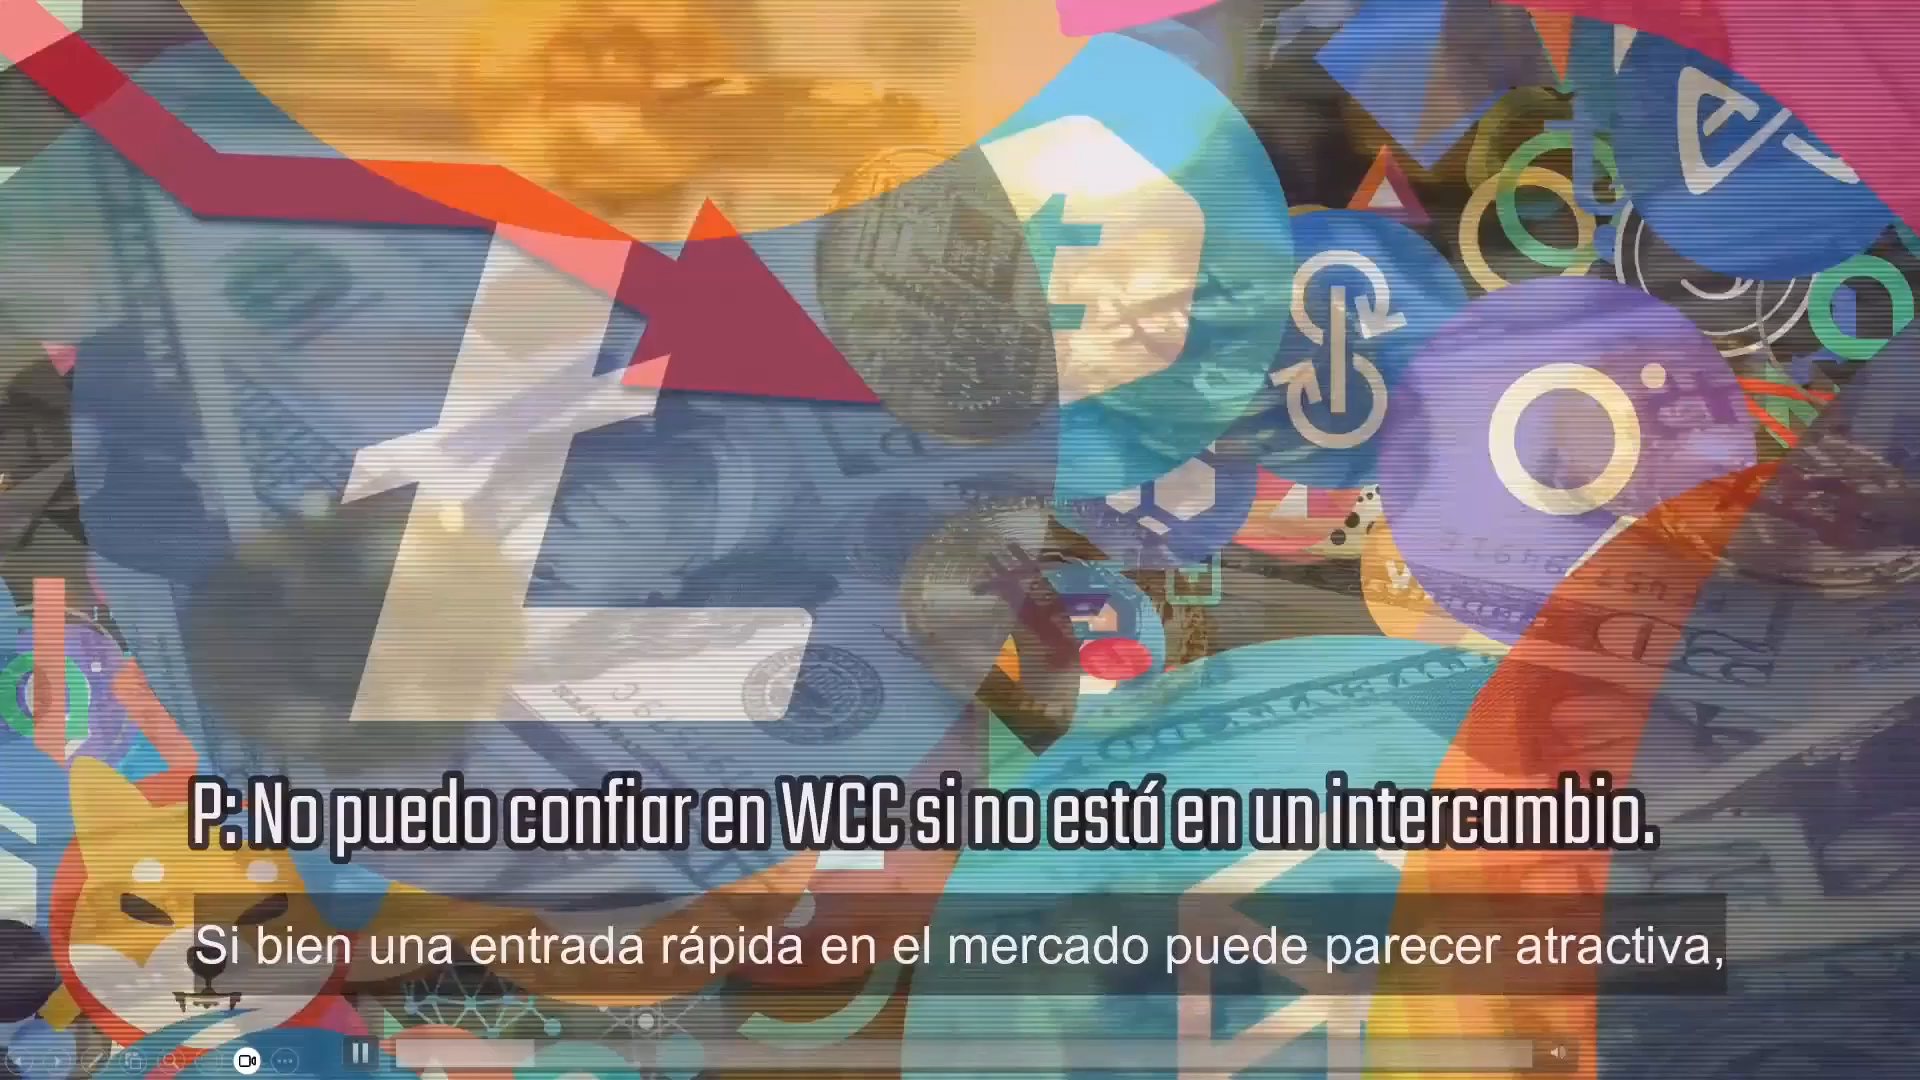 P: No puedo confiar en WCC si no está en un intercambio.
Si bien una entrada rápida en el mercado puede parecer atractiva,